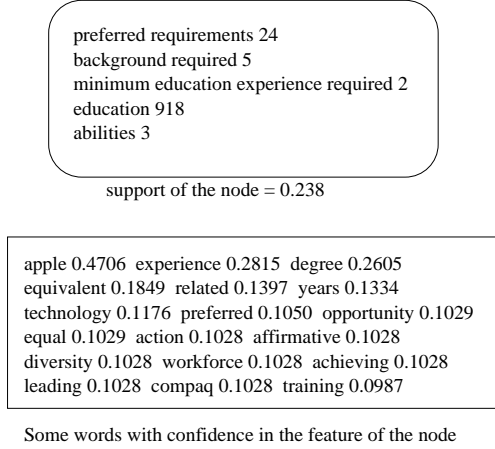 preferred requirements 24
background required 5
minimum education experience required 2
education 918
abilities 3
support of the node = 0.238
apple 0.4706 experience 0.2815 degree 0.2605
equivalent 0.1849 related 0.1397 years 0.1334
technology 0.1176 preferred 0.1050 opportunity 0.1029
equal 0.1029 action 0.1028 affirmative 0.1028
diversity 0.1028 workforce 0.1028 achieving 0.1028
leading 0.1028 compaq 0.1028 training 0.0987
Some words with confidence in the feature of the node